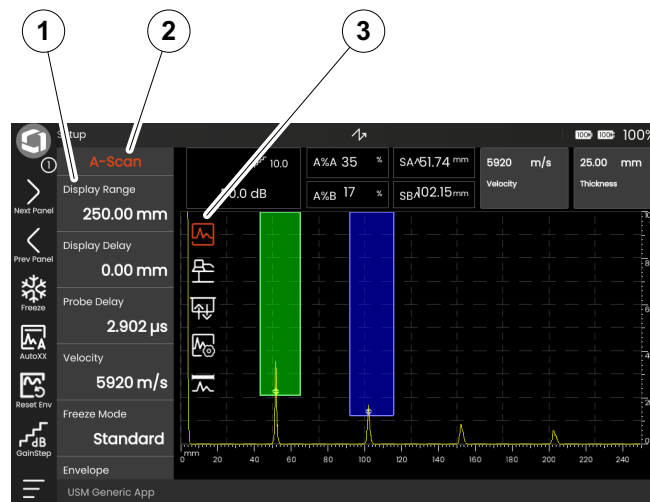 1
2
3
Setup
100%
1
A-Scan
10.0
A%A 35 %
SA 51.74 mm
5920 m/s
Velocity
25.00 mm
Thickness
0.0 dB
A%B 17 %
SB 102.15 mm
Next Panel
Prev Panel
Freeze
AutoXX
Reset Env
GainStep
Display Range
250.00 mm
Display Delay
0.00 mm
Probe Delay
2.902 µs
Velocity
5920 m/s
Freeze Mode
Standard
Envelope
0 mm 20 40 60 80 100 120 140 160 180 200 220 240
USM Generic App